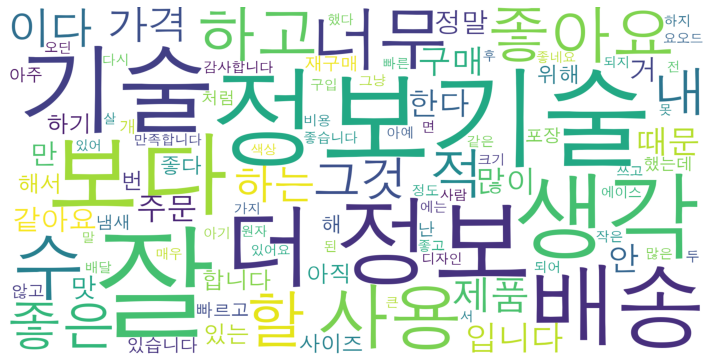 이다 오딘 가격 하고 너무 정말 했다 좋아요 하지 요오드
아주 다시 기술 감사합니다 재구매 빠른 구매 후 좋네요 되지 전
하기 살 개 처럼 정보기술 구입 비용 그냥 한다 위해 거 내 못
만 있어 만족합니다 보다 색상 좋습니다 아예 면 같은 포장 때문
해서 좋다 번 하는 그것 적 많이 크기 했는데 쓰고
같아요 냄새 주문 가지 해 정도 사람 생각 에이스
수 말 잘 아기 원자 더 정보 에는 난 작은 많은 두
않고 맛 배달 매우 합니다 있어요 된 아직 좋고 디자인 되어 안
좋은 빠르고 할 큰 사용 서 제품 배송
있습니다 있는 사이즈 입니다